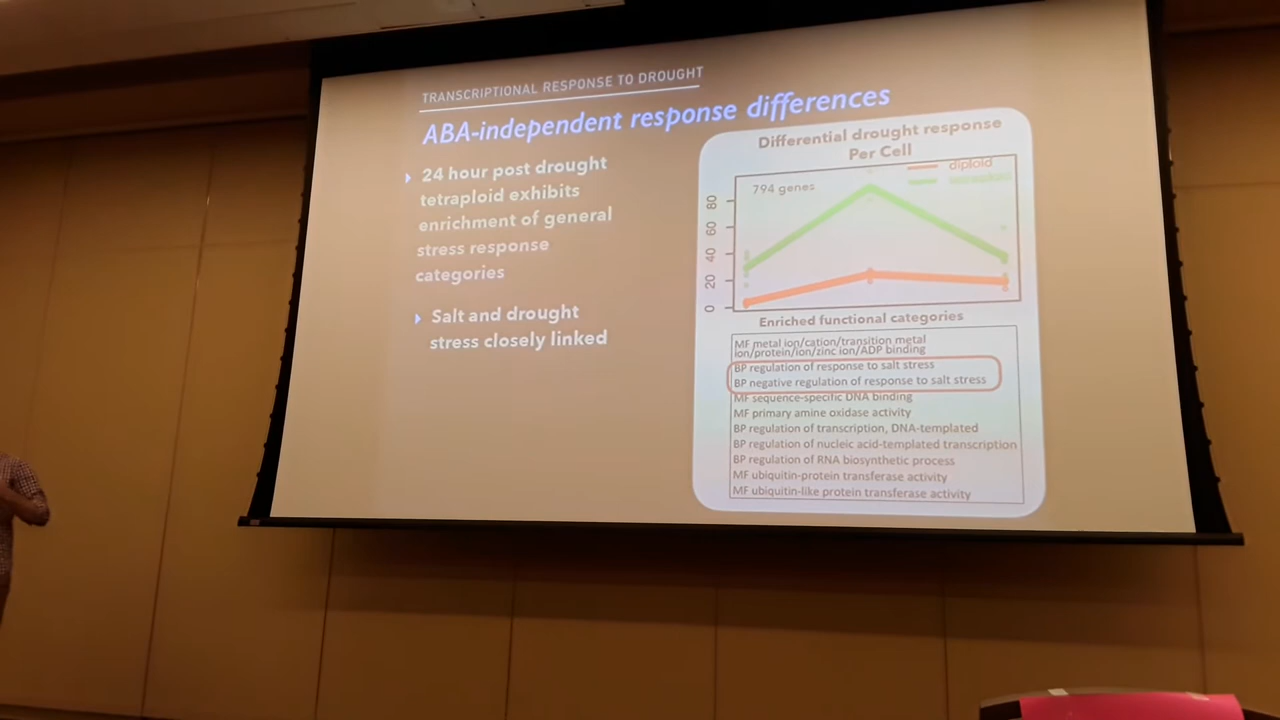 TRANSCRIPTIONAL RESPONSE TO DROUGHT
ABA-independent response differences
24 hour post drought
tetraploid exhibits
enrichment of general
stress response
categories
Salt and drought
stress closely linked
Differential drought response
Per Cell
diploid
794 genes
80
60
40
20
0
Enriched functional categories
MF metal ion/cation/transition metal
ion/protein/ion/zinc ion/ADP binding
BP regulation of response to salt stress
BP negative regulation of response to salt stress
MF sequence-specific DNA binding
MF primary amine oxidase activity
BP regulation of transcription, DNA-templated
BP regulation of nucleic acid-templated transcription
BP regulation of RNA biosynthetic process
MF ubiquitin-protein transferase activity
MF ubiquitin-like protein transferase activity